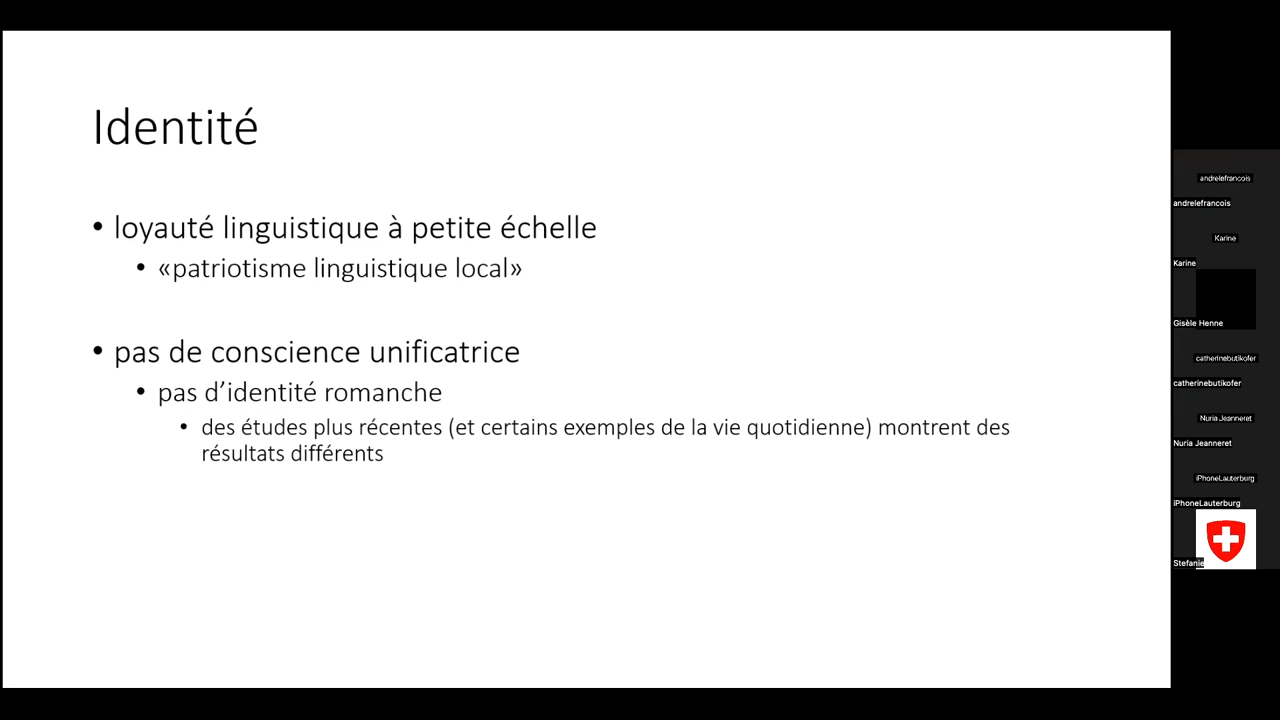 Identité
• loyauté linguistique à petite échelle
• «patriotisme linguistique local»
• pas de conscience unificatrice
• pas d’identité romanche
• des études plus récentes (et certains exemples de la vie quotidienne) montrent des
résultats différents
andrelefrancois
andrelefrancois
Karine
Karine
Gisèle Henne
catherinebutikofer
catherinebutikofer
Nuria Jeanneret
Nuria Jeanneret
iPhoneLauterburg
iPhoneLauterburg
Stefanie